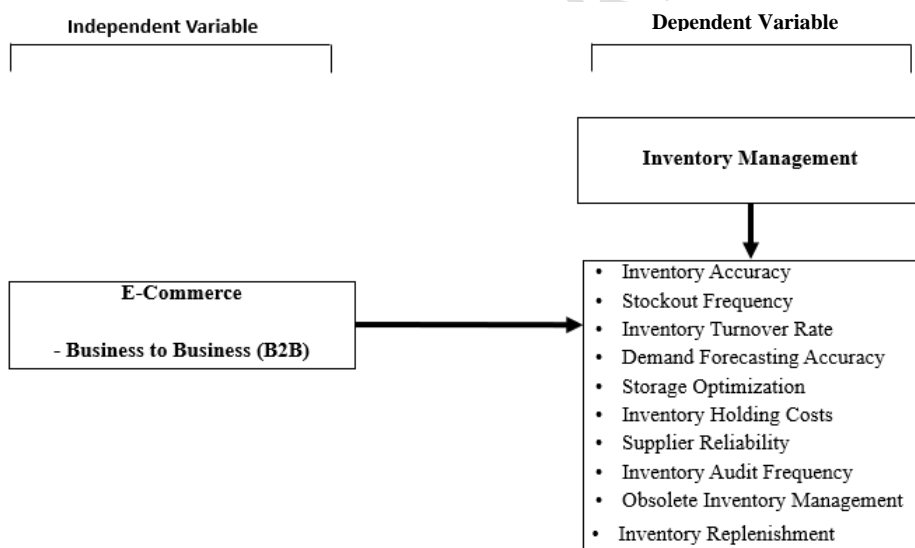 Independent Variable
Dependent Variable
Inventory Management
E-Commerce
- Business to Business (B2B)
• Inventory Accuracy
• Stockout Frequency
• Inventory Turnover Rate
• Demand Forecasting Accuracy
• Storage Optimization
• Inventory Holding Costs
• Supplier Reliability
• Inventory Audit Frequency
• Obsolete Inventory Management
• Inventory Replenishment